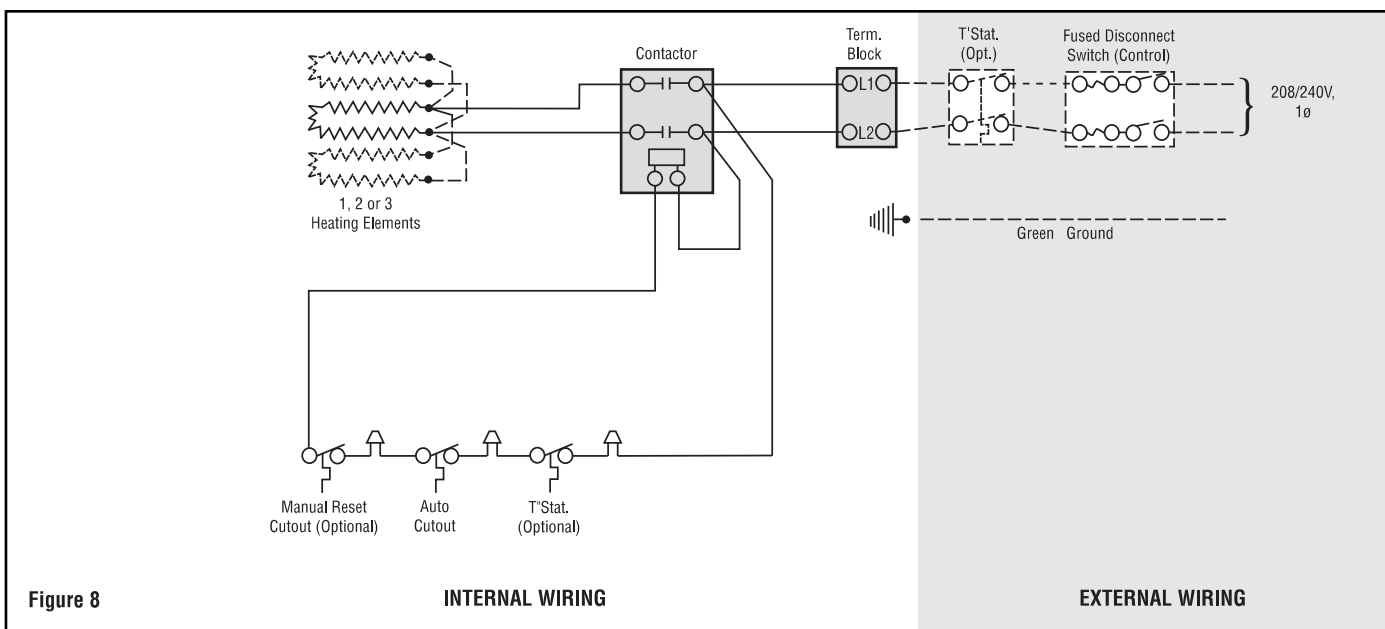 Contactor
Term.
Block
T'Stat.
(Opt.)
Fused Disconnect
Switch (Control)
L1
L2
208/240V,
1ø
1, 2 or 3
Heating Elements
Green Ground
Manual Reset
Cutout (Optional)
Auto
Cutout
T"Stat.
(Optional)
Figure 8
INTERNAL WIRING
EXTERNAL WIRING